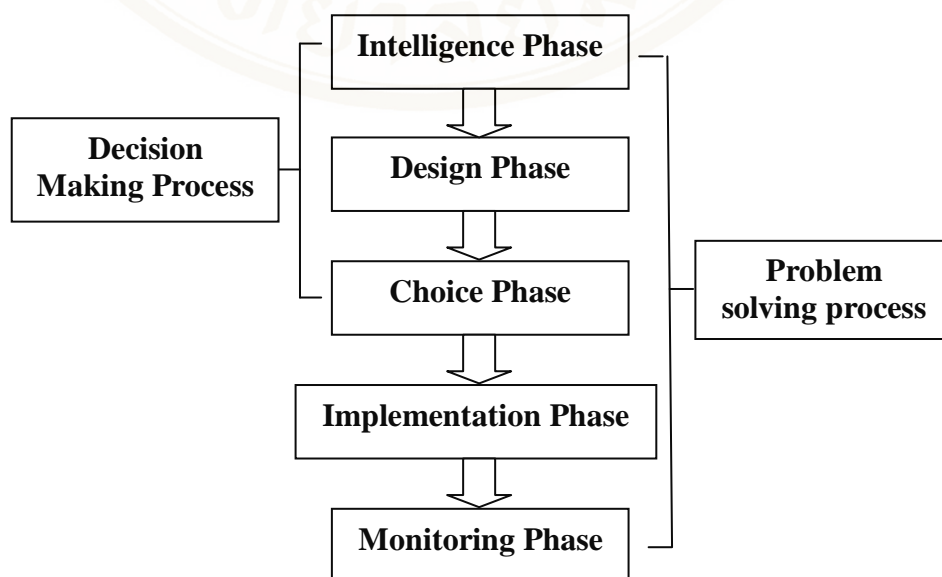 Intelligence Phase
Decision
Making Process
Design Phase
Choice Phase
Problem
solving process
Implementation Phase
Monitoring Phase